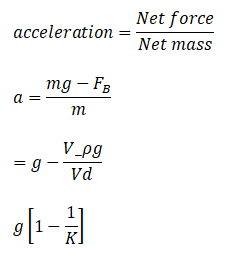 acceleration = Net force / Net mass
a = (mg − F_B) / m
= g − V_ρg / Vd
g[1 − 1/K]